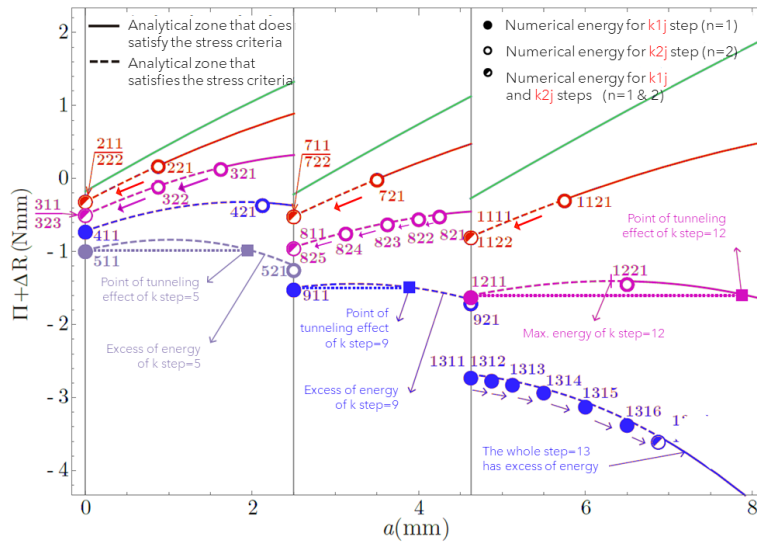 Analytical zone that does
satisfy the stress criteria
Analytical zone that
satisfies the stress criteria
Numerical energy for k1j step (n=1)
Numerical energy for k2j step (n=2)
Numerical energy for k1j
and k2j steps (n=1 & 2)
2
1
0
-1
-2
-3
-4
Π+ΔR (Nmm)
211
222
221
321
322
311
323
411
421
511
521
Point of tunneling
effect of k step=5
Excess of energy
of k step=5
711
722
721
811
825
824
823
822
821
911
921
Point of
tunneling effect
of k step=9
Excess of energy
of k step=9
1111
1122
1121
Point of tunneling
effect of k
step=12
1211
1221
Max. energy of k step=12
1311
1312
1313
1314
1315
1316
The whole step=13
has excess of energy
0
2
4
6
8
a(mm)